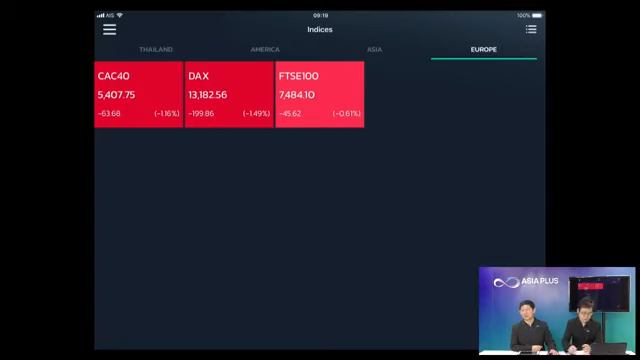 AIS 09:19 100%
Indices
THAILAND AMERICA ASIA EUROPE
CAC40 DAX FTSE100
5,407.75 13,182.56 7,484.10
-63.68 (-1.16%) -199.86 (-1.49%) -45.62 (-0.61%)
ASIA PLUS